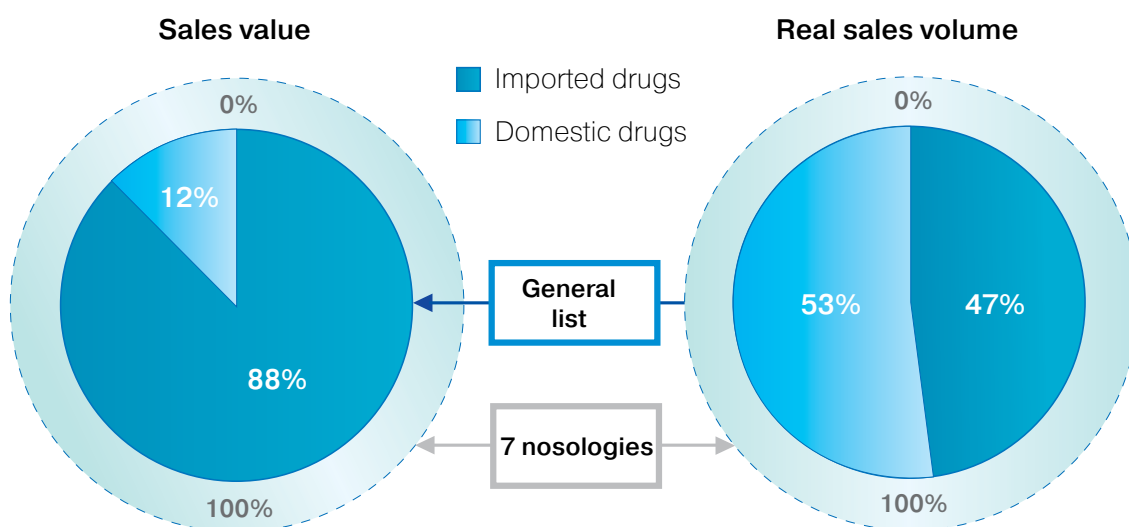 Sales value
Real sales volume
Imported drugs
Domestic drugs
0%
12%
88%
100%
General
list
7 nosologies
0%
53%
47%
100%